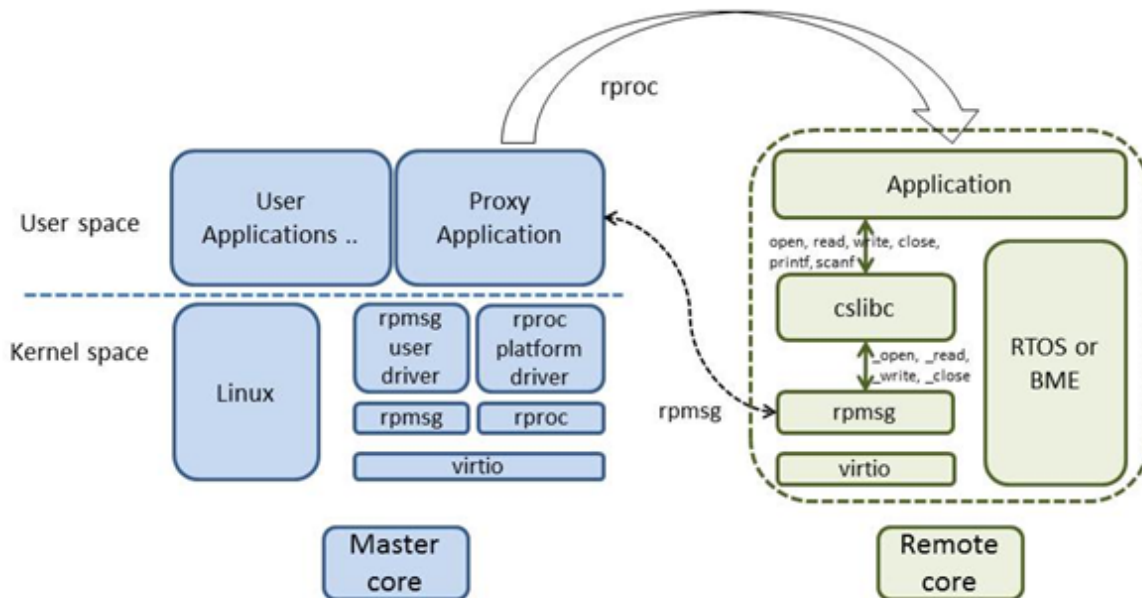 rproc
User
Applications ..
Proxy
Application
User space
Kernel space
Linux
rpmsg
user
driver
rproc
platform
driver
rpmsg
rproc
virtio
Master
core
rpmsg
Application
open, read, write, close,
printf, scanf
cslibc
_open, _read,
_write, _close
rpmsg
virtio
RTOS or
BME
Remote
core